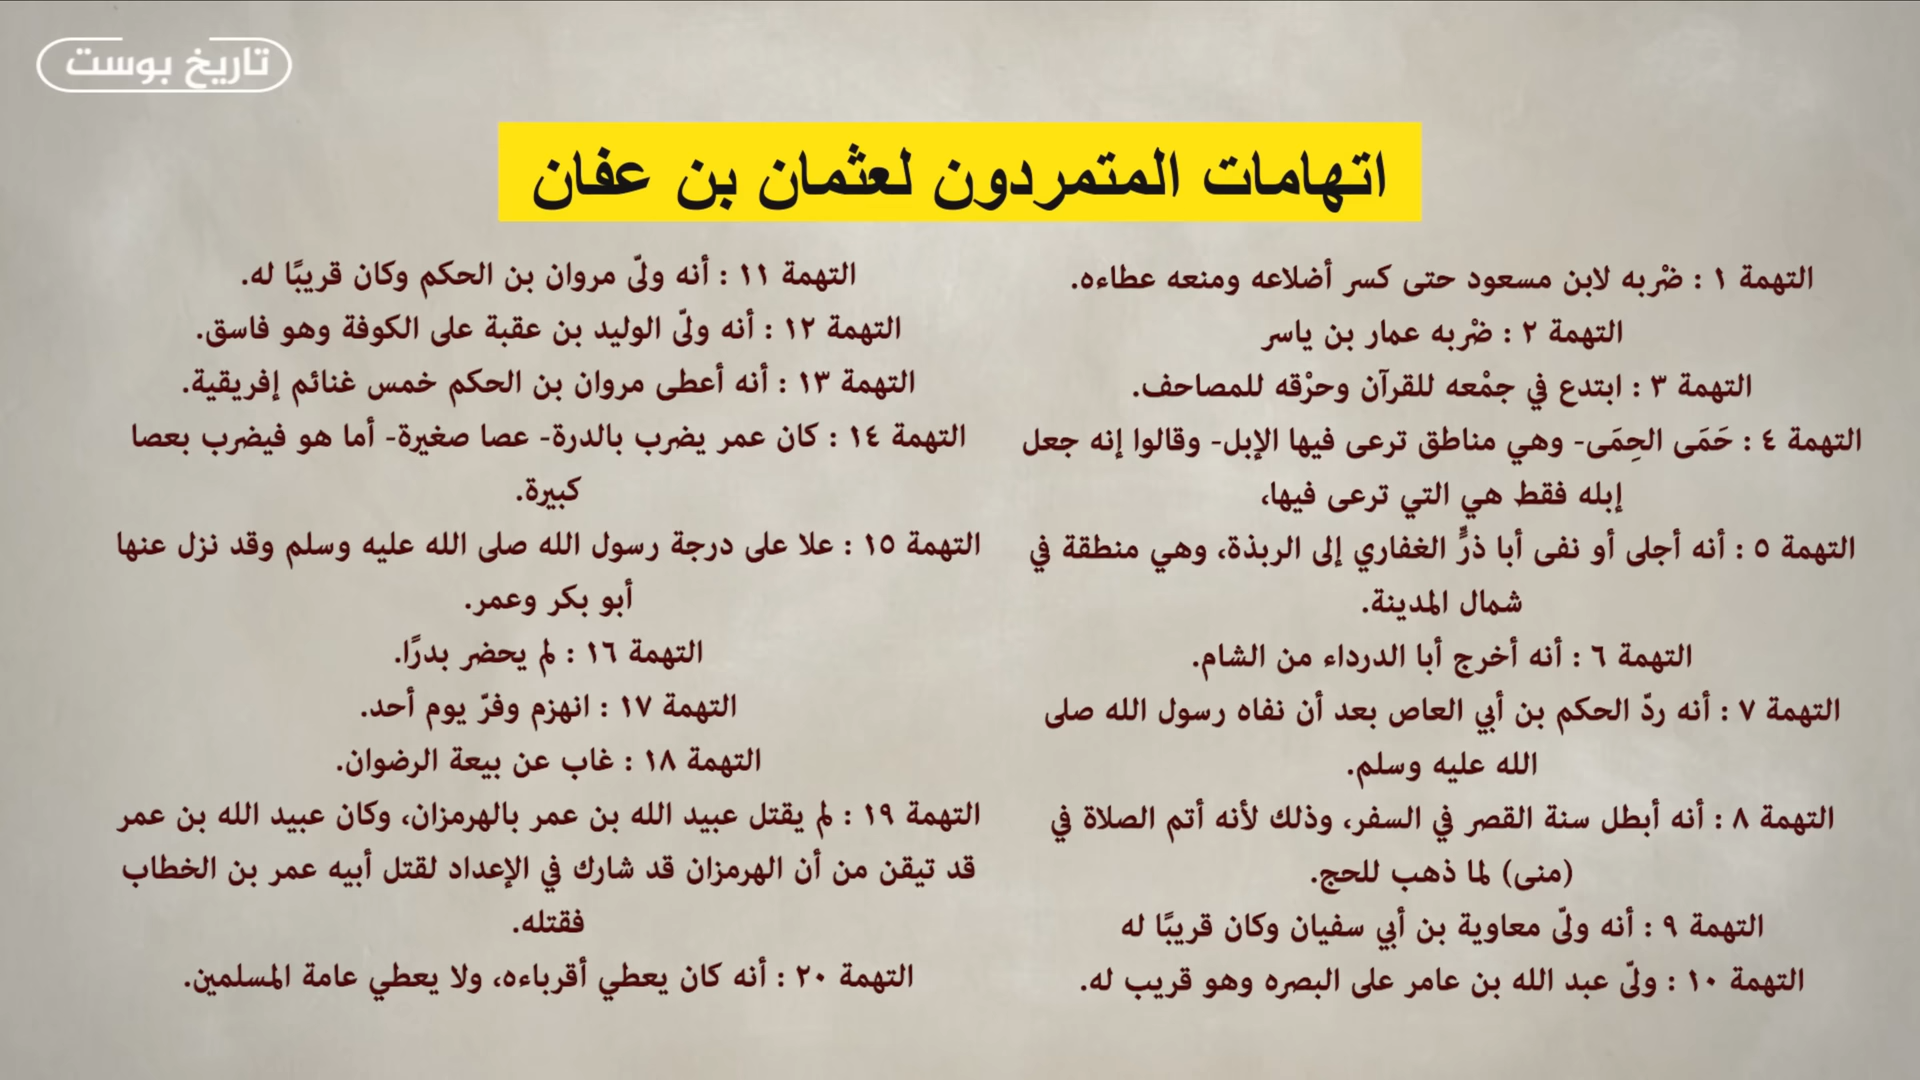 تاريخ بوست
اتهامات المتمردون لعثمان بن عفان
التهمة ١ : ضْربه لابن مسعود حتى كسر أضلاعه ومنعه عطاءه.
التهمة ٢ : ضْربه عمار بن ياسر
التهمة ٣ : ابتدع في جمْعه للقرآن وحرْقه للمصاحف.
التهمة ٤ : حَمَى الحِمَى- وهي مناطق ترعى فيها الإبل- وقالوا إنه جعل
إبله فقط هي التي ترعى فيها،
التهمة ٥ : أنه أجلى أو نفى أبا ذرٍّ الغفاري إلى الربذة، وهي منطقة في
شمال المدينة.
التهمة ٦ : أنه أخرج أبا الدرداء من الشام.
التهمة ٧ : أنه ردّ الحكم بن أبي العاص بعد أن نفاه رسول الله صلى
الله عليه وسلم.
التهمة ٨ : أنه أبطل سنة القصر في السفر، وذلك لأنه أتم الصلاة في
(منى) لما ذهب للحج.
التهمة ٩ : أنه ولىّ معاوية بن أبي سفيان وكان قريبًا له
التهمة ١٠ : ولىّ عبد الله بن عامر على البصره وهو قريب له.
التهمة ١١ : أنه ولىّ مروان بن الحكم وكان قريبًا له.
التهمة ١٢ : أنه ولىّ الوليد بن عقبة على الكوفة وهو فاسق.
التهمة ١٣ : أنه أعطى مروان بن الحكم خمس غنائم إفريقية.
التهمة ١٤ : كان عمر يضرب بالدرة- عصا صغيرة- أما هو فيضرب بعصا
كبيرة.
التهمة ١٥ : علا على درجة رسول الله صلى الله عليه وسلم وقد نزل عنها
أبو بكر وعمر.
التهمة ١٦ : لم يحضر بدرًا.
التهمة ١٧ : انهزم وفرّ يوم أحد.
التهمة ١٨ : غاب عن بيعة الرضوان.
التهمة ١٩ : لم يقتل عبيد الله بن عمر بالهرمزان، وكان عبيد الله بن عمر
قد تيقن من أن الهرمزان قد شارك في الإعداد لقتل أبيه عمر بن الخطاب
فقتله.
التهمة ٢٠ : أنه كان يعطي أقرباءه، ولا يعطي عامة المسلمين.